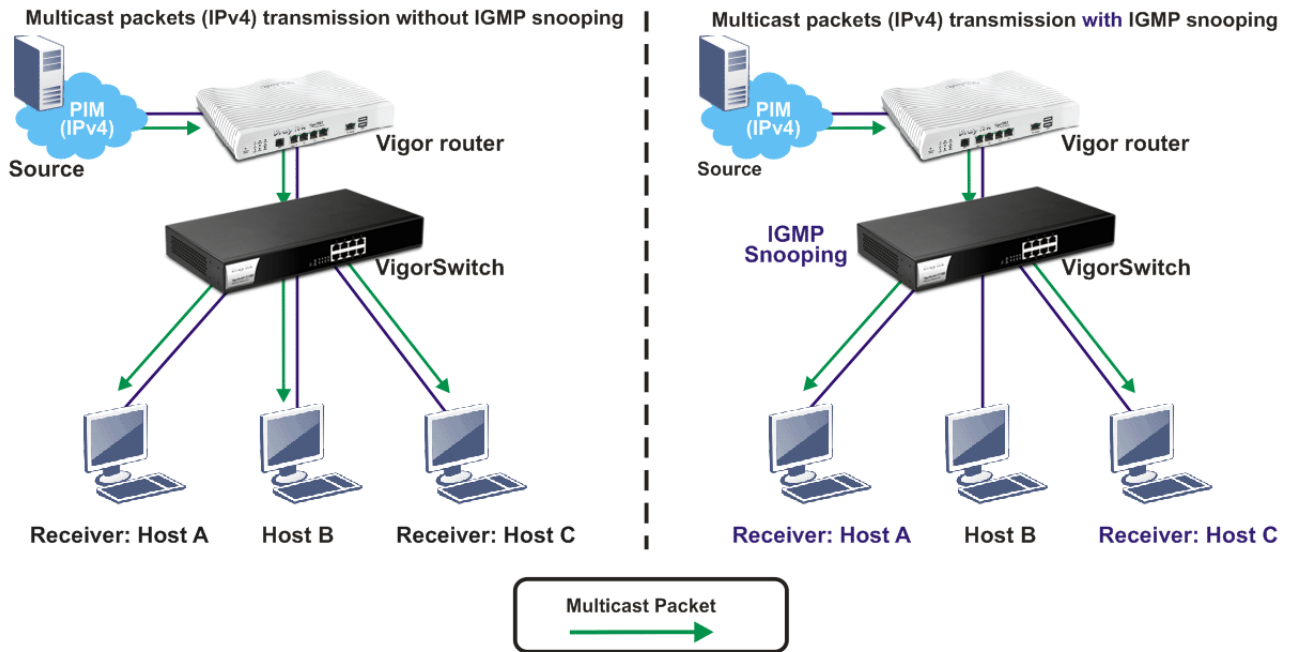 Multicast packets (IPv4) transmission without IGMP snooping
PIM
(IPv4)
Source
Vigor router
VigorSwitch
Receiver: Host A
Host B
Receiver: Host C
Multicast packets (IPv4) transmission with IGMP snooping
PIM
(IPv4)
Source
Vigor router
IGMP
Snooping
VigorSwitch
Receiver: Host A
Host B
Receiver: Host C
Multicast Packet